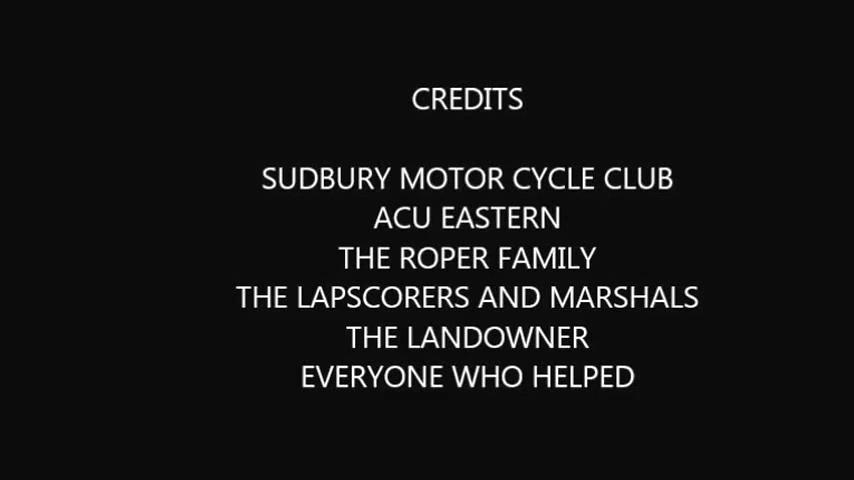 CREDITS
SUDBURY MOTOR CYCLE CLUB
ACU EASTERN
THE ROPER FAMILY
THE LAPSCORERS AND MARSHALS
THE LANDOWNER
EVERYONE WHO HELPED